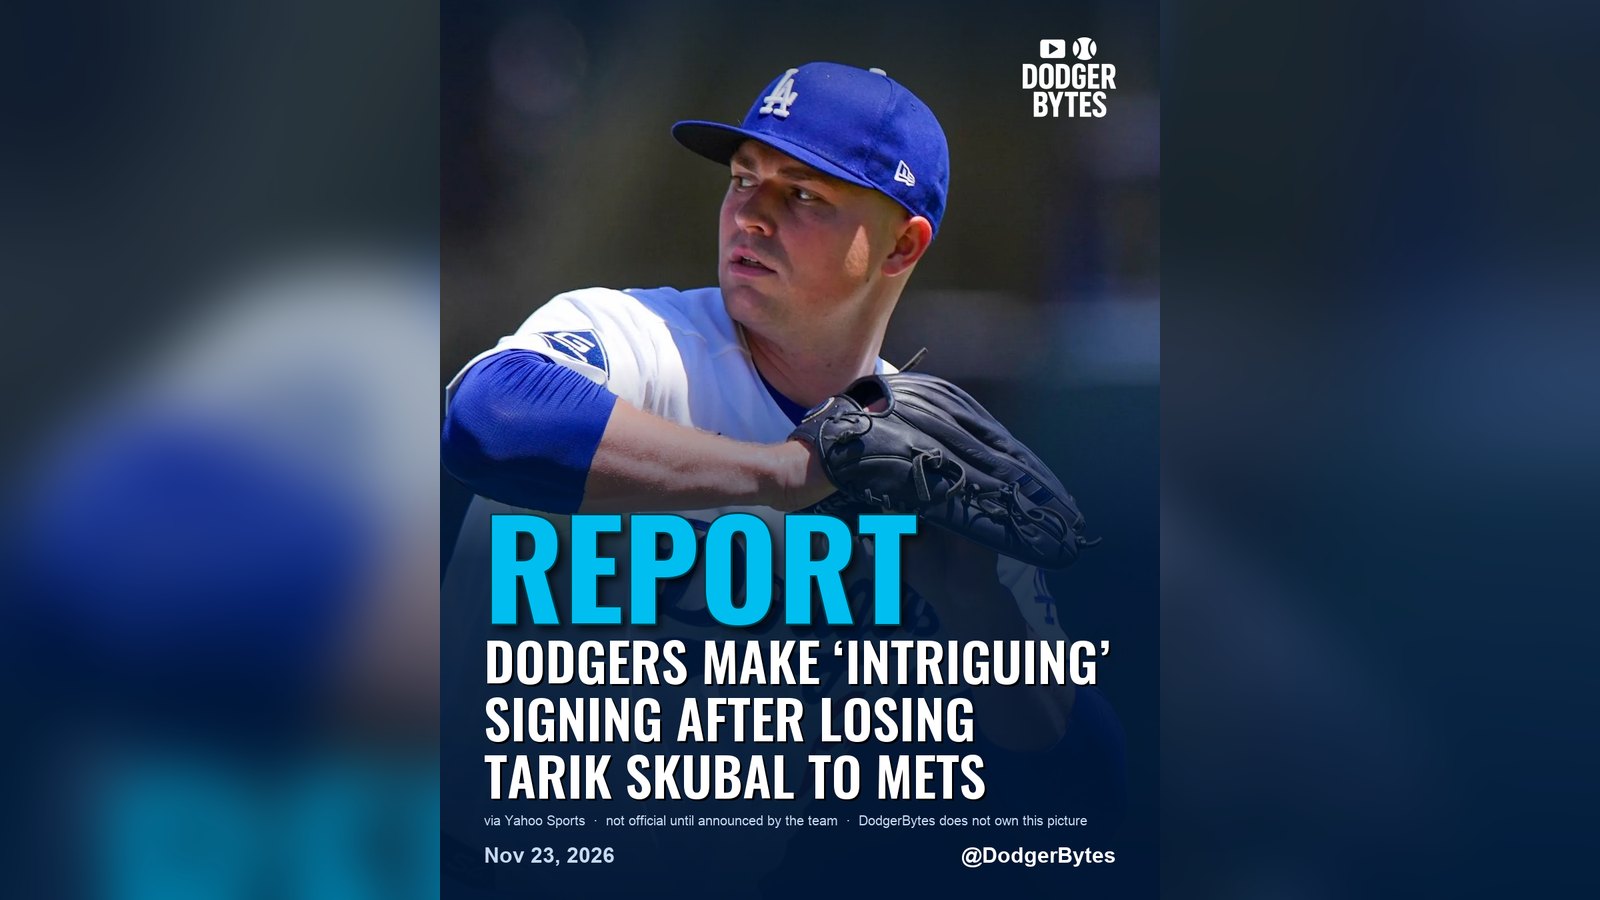 DODGER
BYTES
REPORT
DODGERS MAKE ‘INTRIGUING’
SIGNING AFTER LOSING
TARIK SKUBAL TO METS
via Yahoo Sports · not official until announced by the team · DodgerBytes does not own this picture
Nov 23, 2026
@DodgerBytes